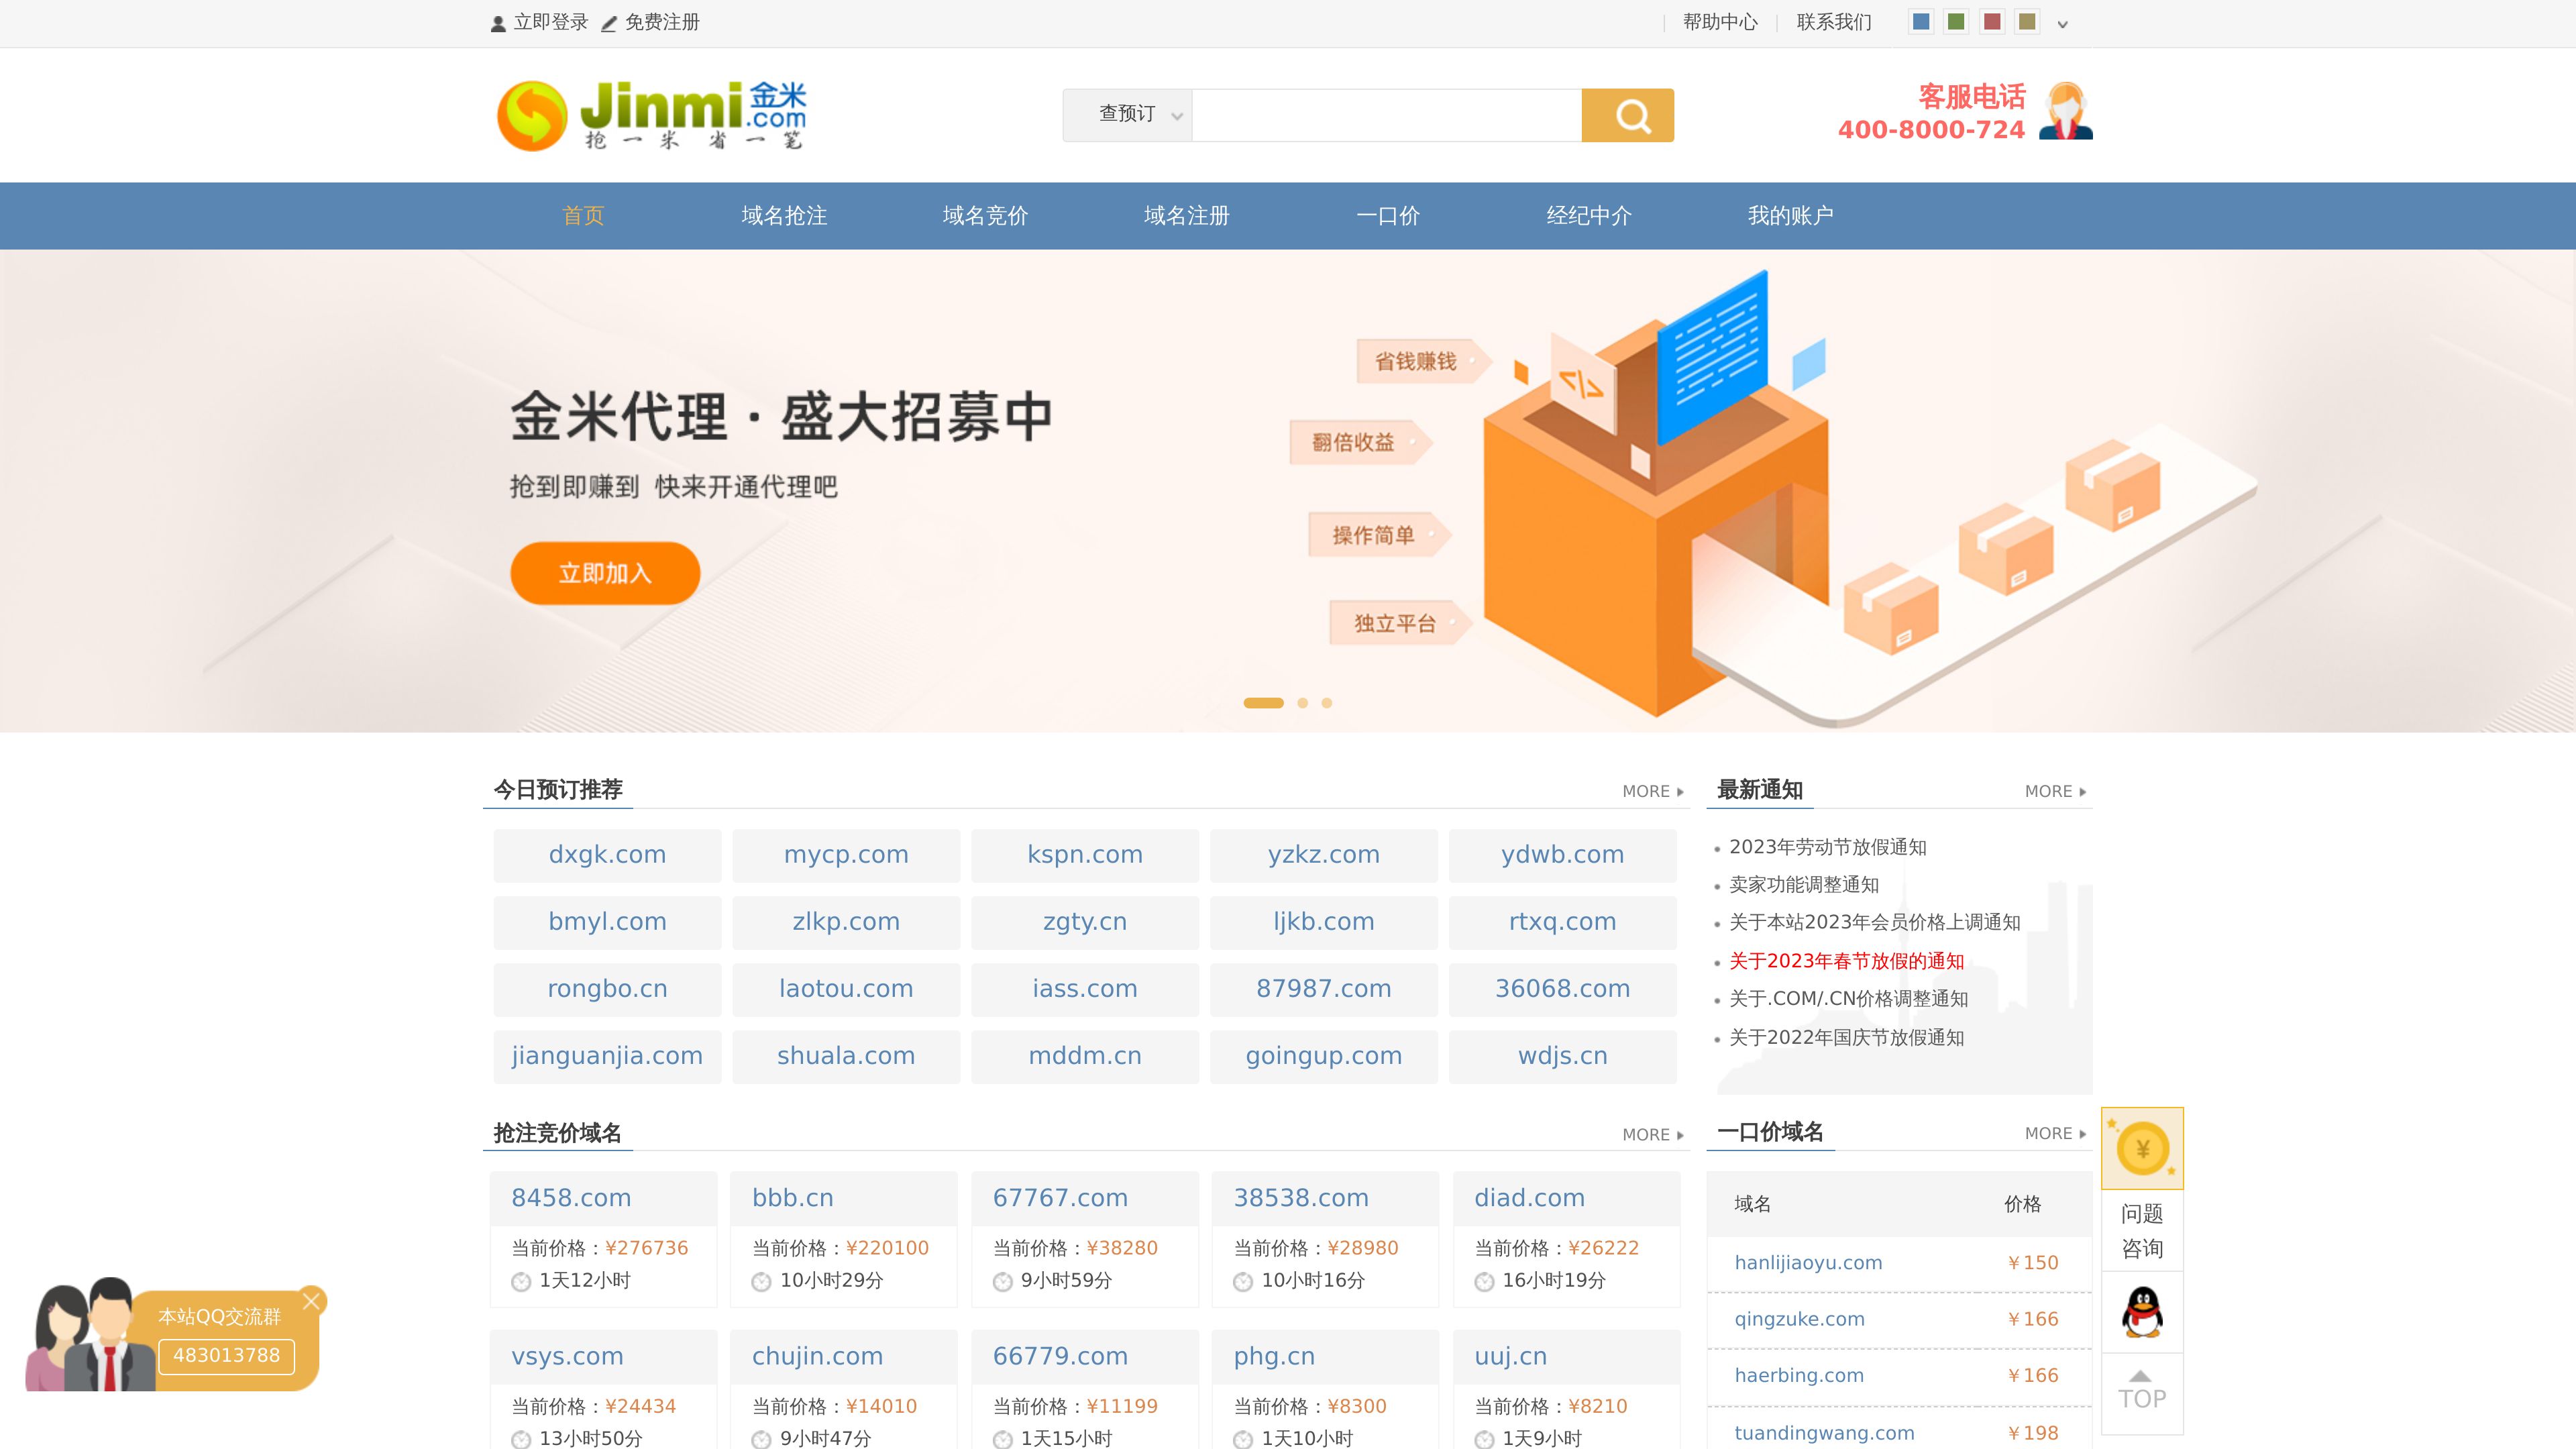 立即登录 免费注册
帮助中心 联系我们
Jinmi金米.com
抢一米 省一笔
查预订
客服电话
400-8000-724
首页 域名抢注 域名竞价 域名注册 一口价 经纪中介 我的账户
金米代理·盛大招募中
抢到即赚到 快来开通代理吧
立即加入
省钱赚钱
翻倍收益
操作简单
独立平台
</>
今日预订推荐 MORE
dxgk.com mycp.com kspn.com yzkz.com ydwb.com
bmyl.com zlkp.com zgty.cn ljkb.com rtxq.com
rongbo.cn laotou.com iass.com 87987.com 36068.com
jianguanjia.com shuala.com mddm.cn goingup.com wdjs.cn
最新通知 MORE
2023年劳动节放假通知
卖家功能调整通知
关于本站2023年会员价格上调通知
关于2023年春节放假的通知
关于.COM/.CN价格调整通知
关于2022年国庆节放假通知
抢注竞价域名 MORE
8458.com bbb.cn 67767.com 38538.com diad.com
当前价格：¥276736 当前价格：¥220100 当前价格：¥38280 当前价格：¥28980 当前价格：¥26222
1天12小时 10小时29分 9小时59分 10小时16分 16小时19分
vsys.com chujin.com 66779.com phg.cn uuj.cn
当前价格：¥24434 当前价格：¥14010 当前价格：¥11199 当前价格：¥8300 当前价格：¥8210
13小时50分 9小时47分 1天15小时 1天10小时 1天9小时
一口价域名 MORE
域名 价格
hanlijiaoyu.com ￥150
qingzuke.com ￥166
haerbing.com ￥166
tuandingwang.com ￥198
¥
问题
咨询
TOP
本站QQ交流群
483013788